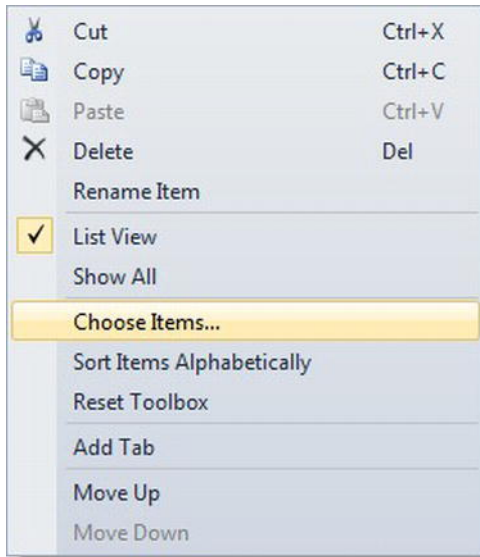 Cut Ctrl+X
Copy Ctrl+C
Paste Ctrl+V
Delete Del
Rename Item
List View
Show All
Choose Items...
Sort Items Alphabetically
Reset Toolbox
Add Tab
Move Up
Move Down